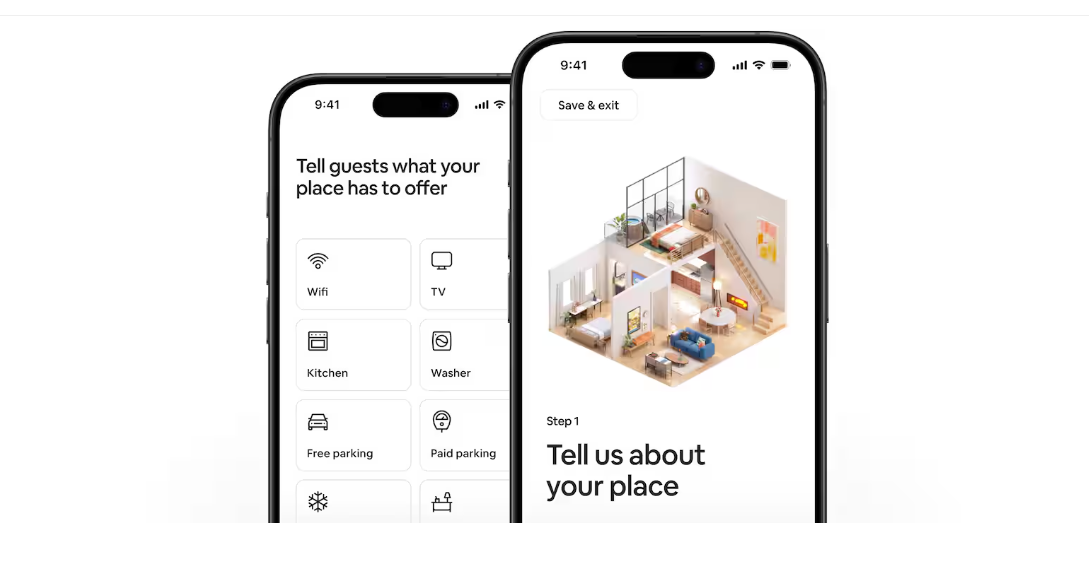 9:41
Tell guests what your
place has to offer
Wifi
TV
Kitchen
Washer
Free parking
Paid parking
9:41
Save & exit
Step 1
Tell us about
your place